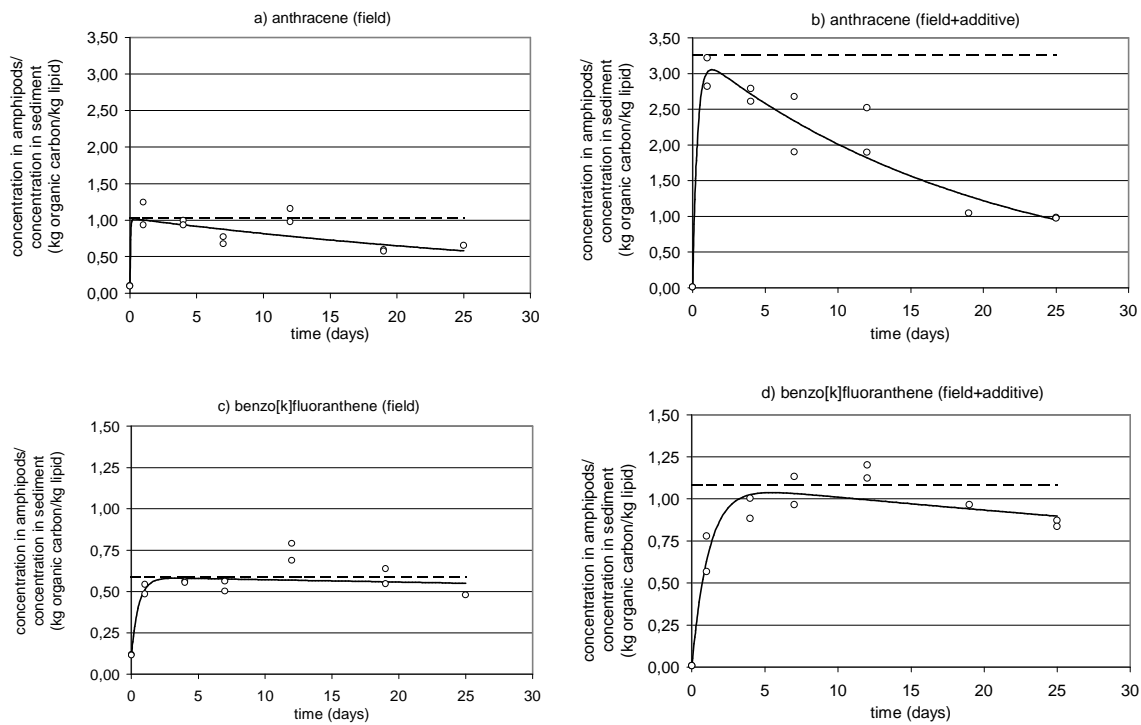 a) anthracene (field)
concentration in amphipods/
concentration in sediment
(kg organic carbon/kg lipid)
3,50
3,00
2,50
2,00
1,50
1,00
0,50
0,00
0 5 10 15 20 25 30
time (days)
b) anthracene (field+additive)
concentration in amphipods/
concentration in sediment
(kg organic carbon/kg lipid)
3,50
3,00
2,50
2,00
1,50
1,00
0,50
0,00
0 5 10 15 20 25 30
time (days)
c) benzo[k]fluoranthene (field)
concentration in amphipods/
concentration in sediment
(kg organic carbon/kg lipid)
1,50
1,25
1,00
0,75
0,50
0,25
0,00
0 5 10 15 20 25 30
time (days)
d) benzo[k]fluoranthene (field+additive)
concentration in amphipods/
concentration in sediment
(kg organic carbon/kg lipid)
1,50
1,25
1,00
0,75
0,50
0,25
0,00
0 5 10 15 20 25 30
time (days)